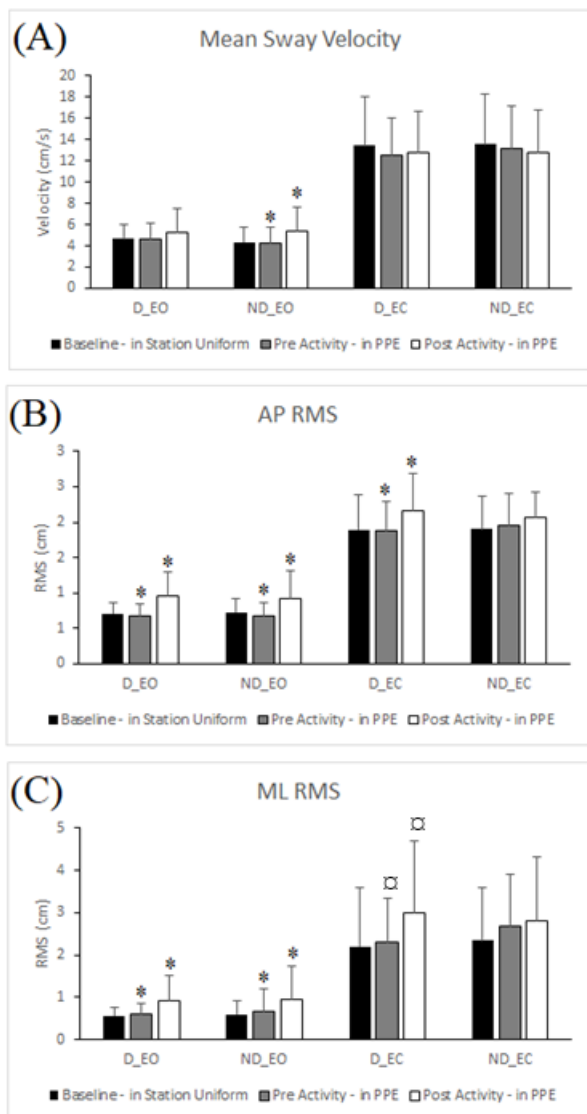 (A)
Mean Sway Velocity
20
18
16
14
12
10
8
6
4
2
0
Velocity (cm/s)
* *
D_EO ND_EO D_EC ND_EC
Baseline - in Station Uniform Pre Activity - in PPE Post Activity - in PPE
(B)
AP RMS
3
3
2
2
1
1
0
RMS (cm)
* * * * * *
D_EO ND_EO D_EC ND_EC
Baseline - in Station Uniform Pre Activity - in PPE Post Activity - in PPE
(C)
ML RMS
5
4
3
2
1
0
RMS (cm)
* * * * ¤ ¤
D_EO ND_EO D_EC ND_EC
Baseline - in Station Uniform Pre Activity - in PPE Post Activity - in PPE